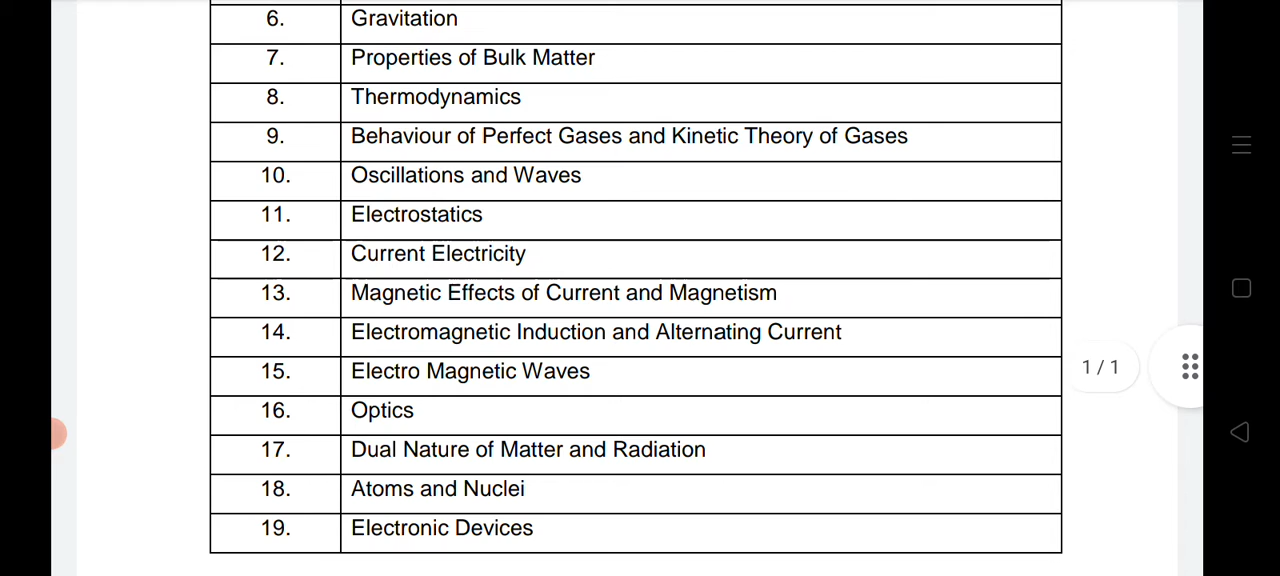 6. Gravitation
7. Properties of Bulk Matter
8. Thermodynamics
9. Behaviour of Perfect Gases and Kinetic Theory of Gases
10. Oscillations and Waves
11. Electrostatics
12. Current Electricity
13. Magnetic Effects of Current and Magnetism
14. Electromagnetic Induction and Alternating Current
15. Electro Magnetic Waves
1 / 1
16. Optics
17. Dual Nature of Matter and Radiation
18. Atoms and Nuclei
19. Electronic Devices